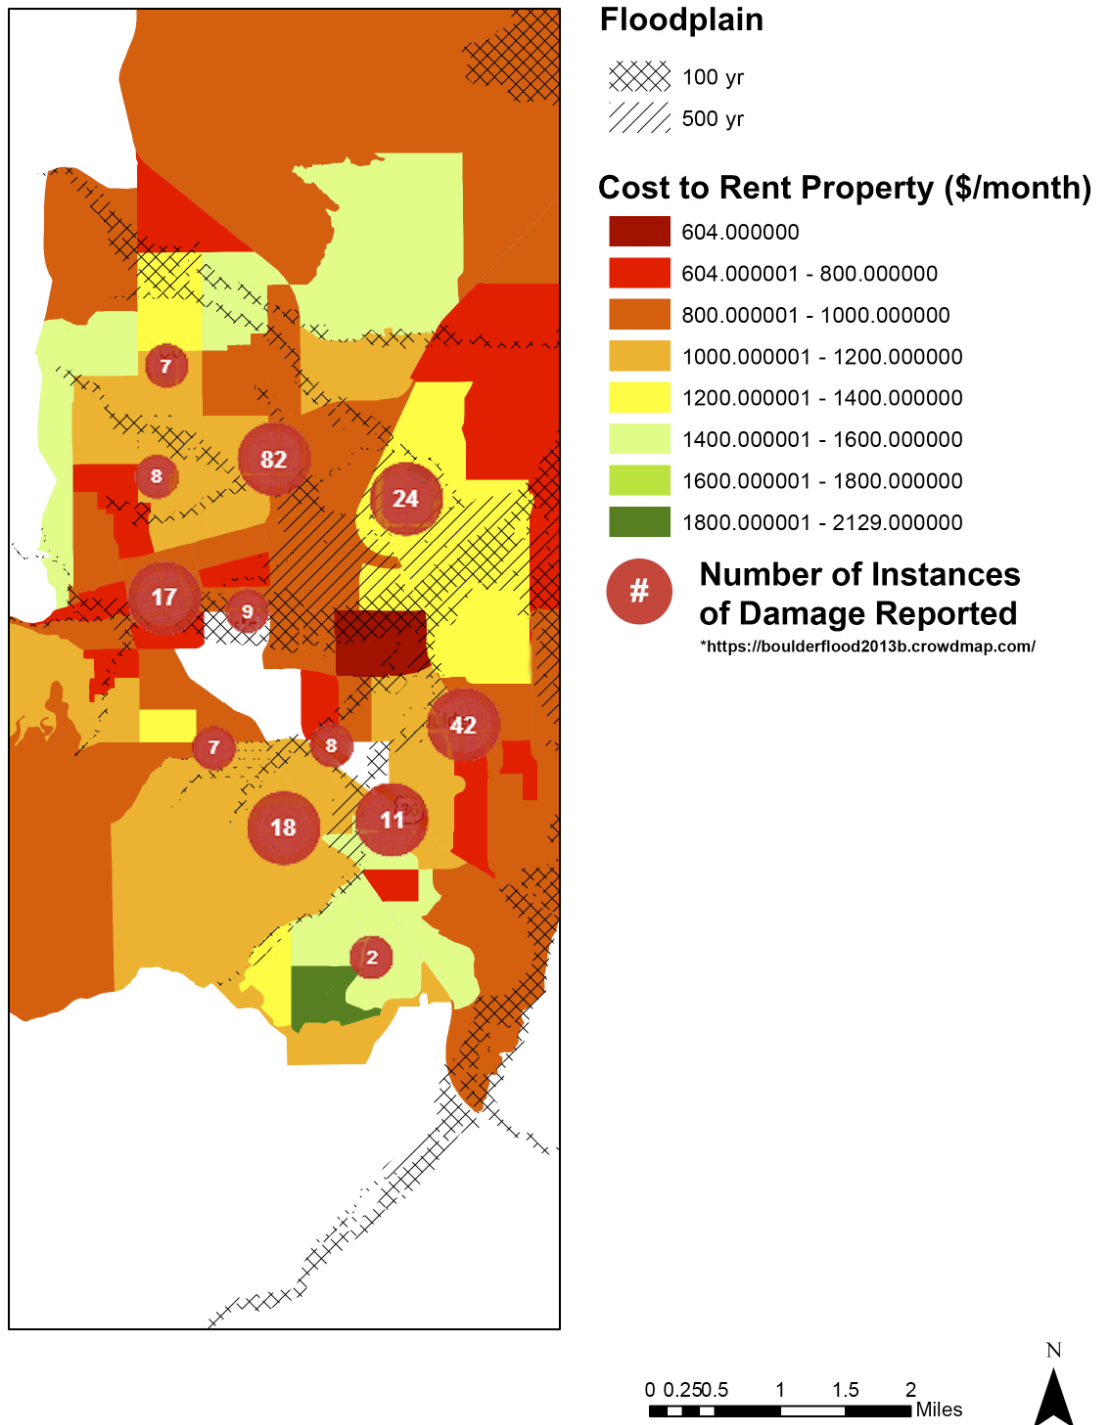 Floodplain
100 yr
500 yr
Cost to Rent Property ($/month)
604.000000
604.000001 - 800.000000
800.000001 - 1000.000000
1000.000001 - 1200.000000
1200.000001 - 1400.000000
1400.000001 - 1600.000000
1600.000001 - 1800.000000
1800.000001 - 2129.000000
# Number of Instances
of Damage Reported
*https://boulderflood2013b.crowdmap.com/
7
82
8
24
17
9
42
7
8
36
11
18
2
N
0 0.250.5 1 1.5 2
Miles